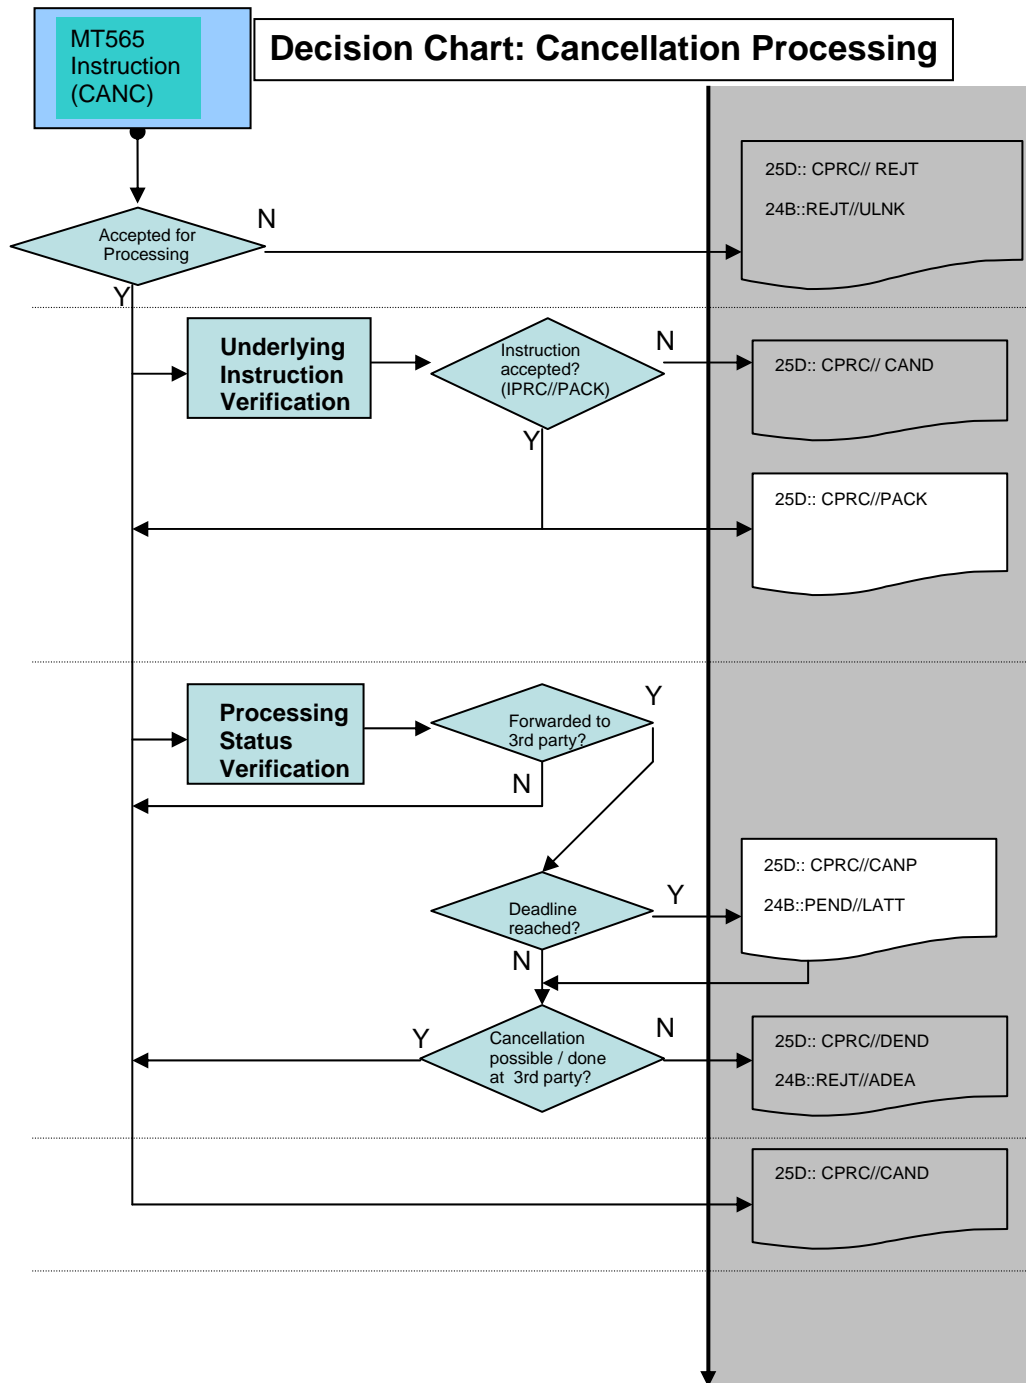 MT565
Instruction
(CANC)
Decision Chart: Cancellation Processing
25D:: CPRC// REJT
24B::REJT//ULNK
N
Accepted for
Processing
Y
Underlying
Instruction
Verification
Instruction
accepted?
(IPRC//PACK)
N
25D:: CPRC// CAND
Y
25D:: CPRC//PACK
Processing
Status
Verification
Forwarded to
3rd party?
Y
N
25D:: CPRC//CANP
24B::PEND//LATT
Deadline
reached?
Y
N
Y
Cancellation
possible / done
at 3rd party?
N
25D:: CPRC//DEND
24B::REJT//ADEA
25D:: CPRC//CAND